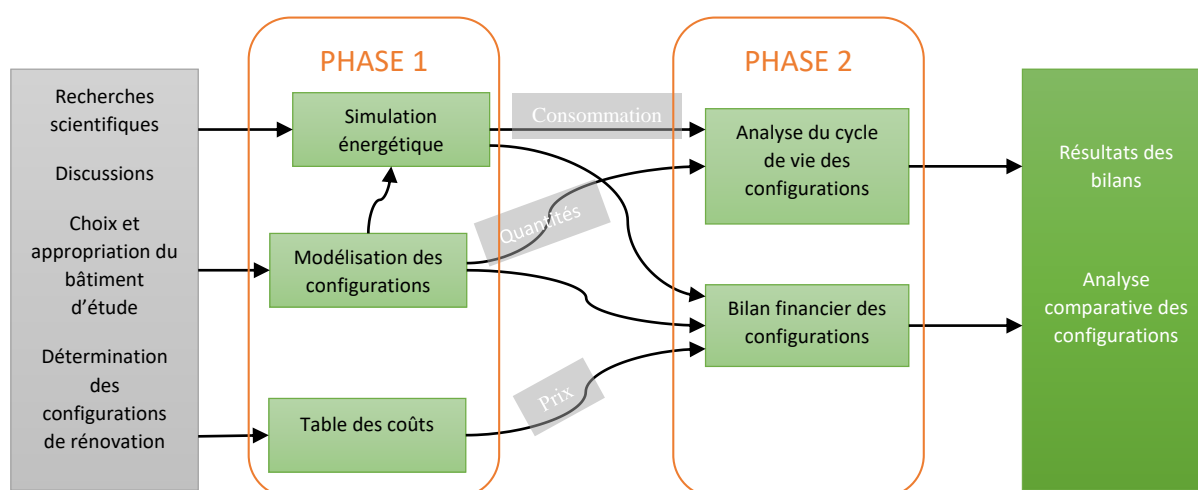 Recherches
scientifiques
Discussions
Choix et
appropriation du
bâtiment
d’étude
Détermination
des
configurations
de rénovation
PHASE 1
Simulation
énergétique
Modélisation des
configurations
Table des coûts
Consommation
Quantités
Prix
PHASE 2
Analyse du cycle
de vie des
configurations
Bilan financier des
configurations
Résultats des
bilans
Analyse
comparative des
configurations